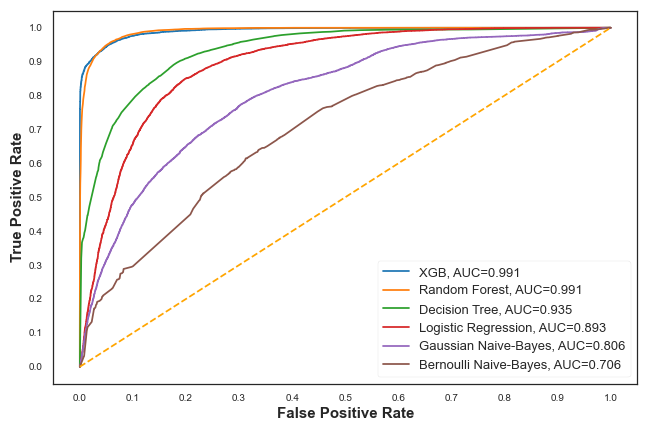 1.0
0.9
0.8
0.7
0.6
0.5
0.4
0.3
0.2
0.1
0.0
True Positive Rate
XGB, AUC=0.991
Random Forest, AUC=0.991
Decision Tree, AUC=0.935
Logistic Regression, AUC=0.893
Gaussian Naive-Bayes, AUC=0.806
Bernoulli Naive-Bayes, AUC=0.706
0.0 0.1 0.2 0.3 0.4 0.5 0.6 0.7 0.8 0.9 1.0
False Positive Rate